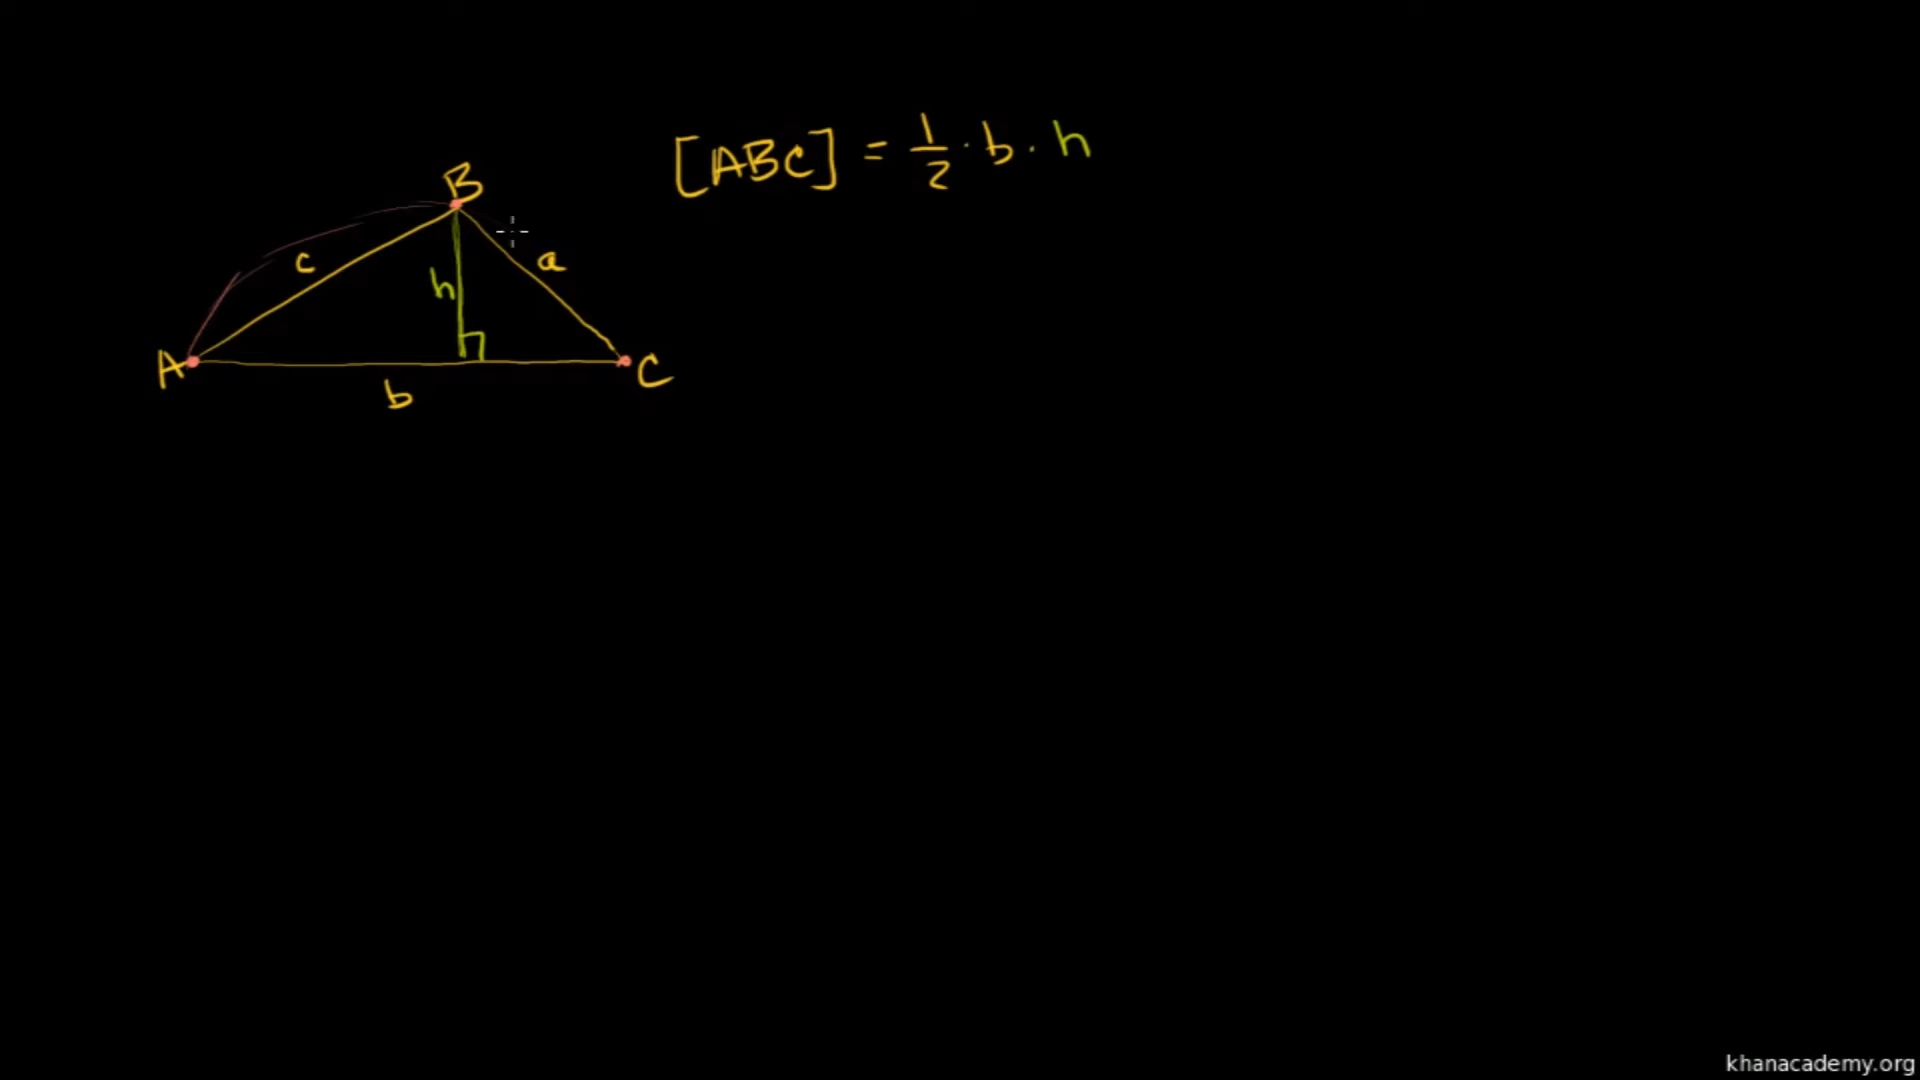 [ABC] = 1/2 · b · h
B
c
a
h
A
C
b
khanacademy.org